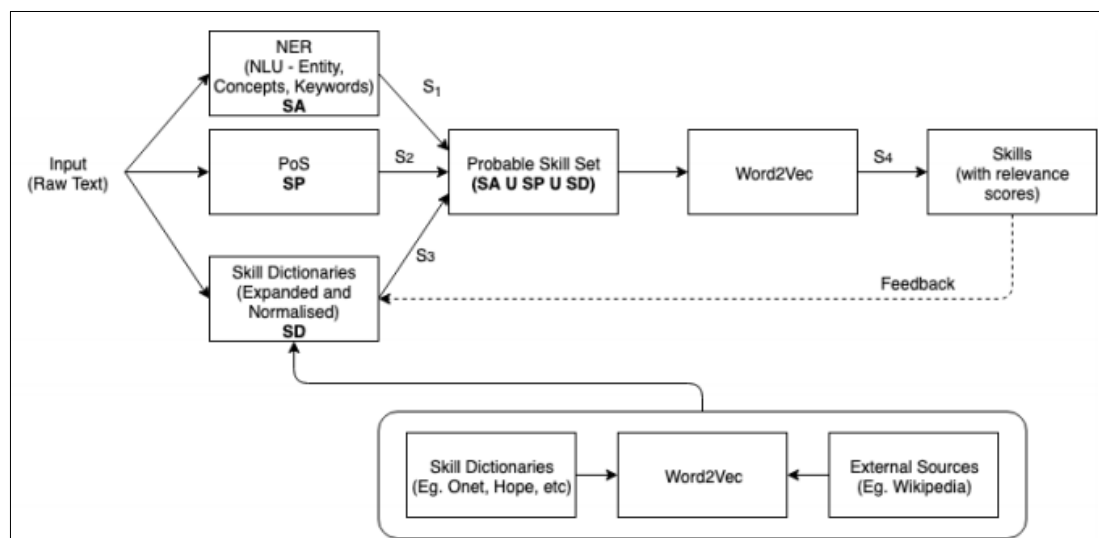 NER
(NLU - Entity,
Concepts, Keywords)
SA
S1
Input
(Raw Text)
PoS
SP
S2
Probable Skill Set
(SA U SP U SD)
Word2Vec
S4
Skills
(with relevance
scores)
S3
Skill Dictionaries
(Expanded and
Normalised)
SD
Feedback
Skill Dictionaries
(Eg. Onet, Hope, etc)
Word2Vec
External Sources
(Eg. Wikipedia)